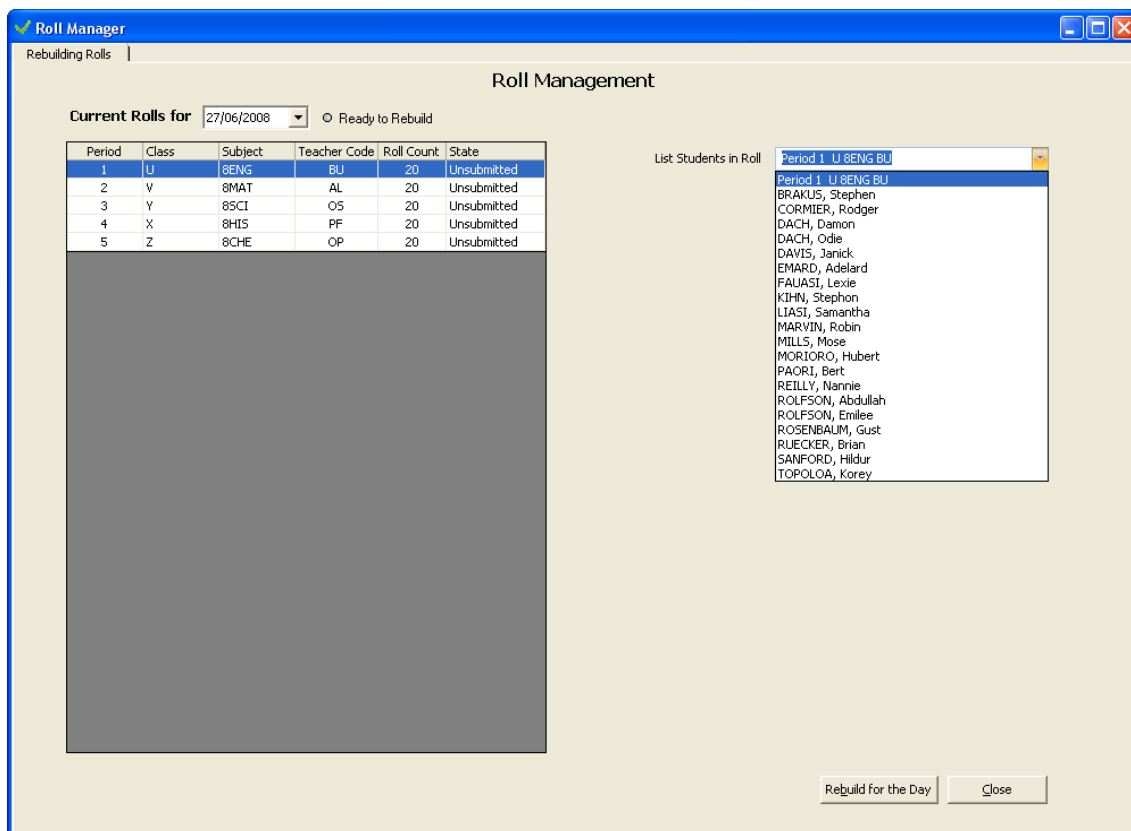 Roll Manager
Rebuilding Rolls
Roll Management
Current Rolls for 27/06/2008 Ready to Rebuild
Period Class Subject Teacher Code Roll Count State
1 U 8ENG BU 20 Unsubmitted
2 V 8MAT AL 20 Unsubmitted
3 Y 8SCI OS 20 Unsubmitted
4 X 8HIS PF 20 Unsubmitted
5 Z 8CHE OP 20 Unsubmitted
List Students in Roll Period 1 U 8ENG BU
Period 1 U 8ENG BU
BRAKUS, Stephen
CORMIER, Rodger
DACH, Damon
DACH, Odie
DAVIS, Janick
EMARD, Adelard
FAUASI, Lexie
KIHN, Stephon
LIASI, Samantha
MARVIN, Robin
MILLS, Mose
MORIORO, Hubert
PAORI, Bert
REILLY, Nannie
ROLFSON, Abdullah
ROLFSON, Emilee
ROSENBAUM, Gust
RUECKER, Brian
SANFORD, Hildur
TOPOLOA, Korey
Rebuild for the Day Close